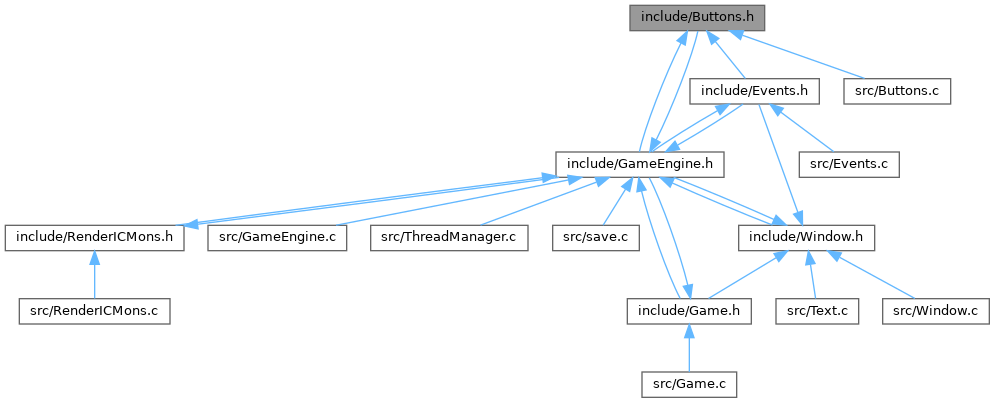 include/Buttons.h
include/Events.h
src/Buttons.c
include/GameEngine.h
src/Events.c
include/RenderICMons.h
src/GameEngine.c
src/ThreadManager.c
src/save.c
include/Window.h
src/RenderICMons.c
include/Game.h
src/Text.c
src/Window.c
src/Game.c